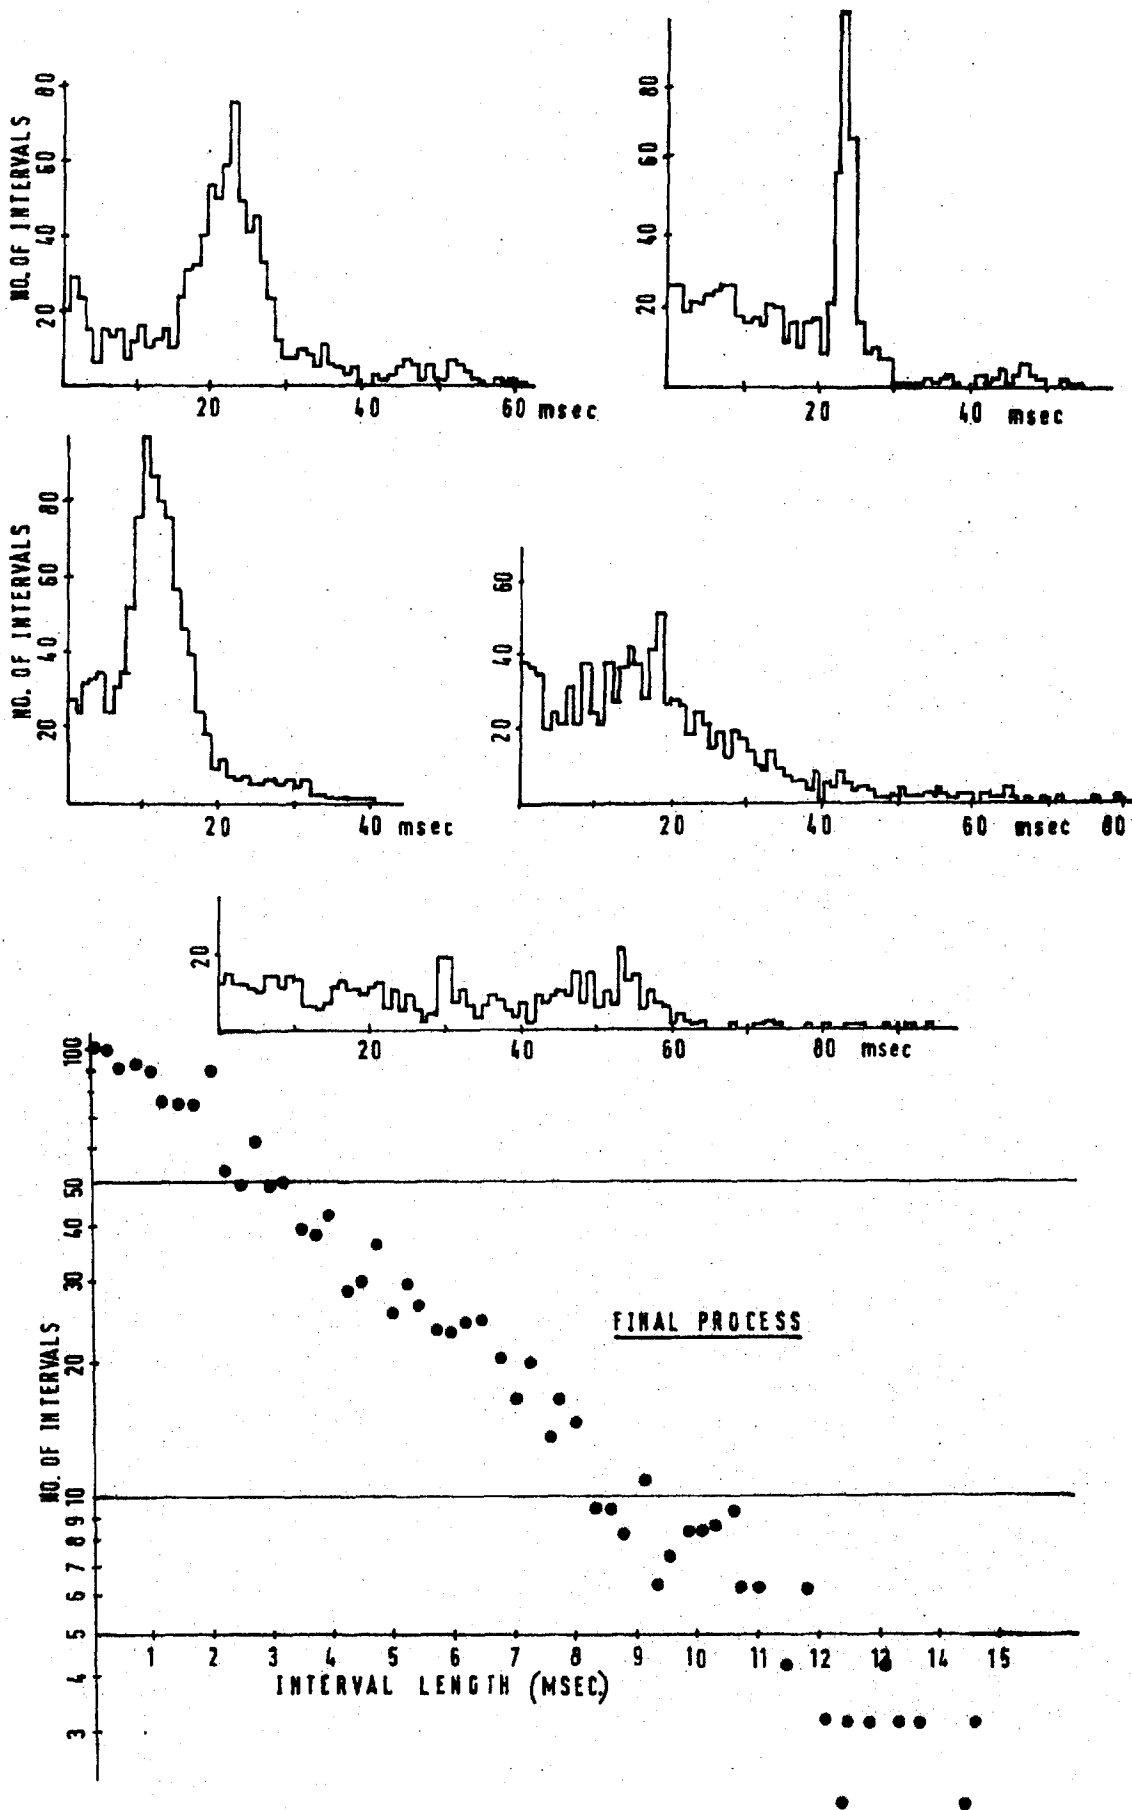 NO. OF INTERVALS
80
60
40
20
20 40 60 msec
80
60
40
20
20 40 msec
NO. OF INTERVALS
80
60
40
20
20 40 msec
60
40
20
20 40 60 msec 80
20
20 40 60 80 msec
NO. OF INTERVALS
100
50
40
30
20
10
9
8
7
6
5
4
3
FINAL PROCESS
1 2 3 4 5 6 7 8 9 10 11 12 13 14 15
INTERVAL LENGTH (MSEC)